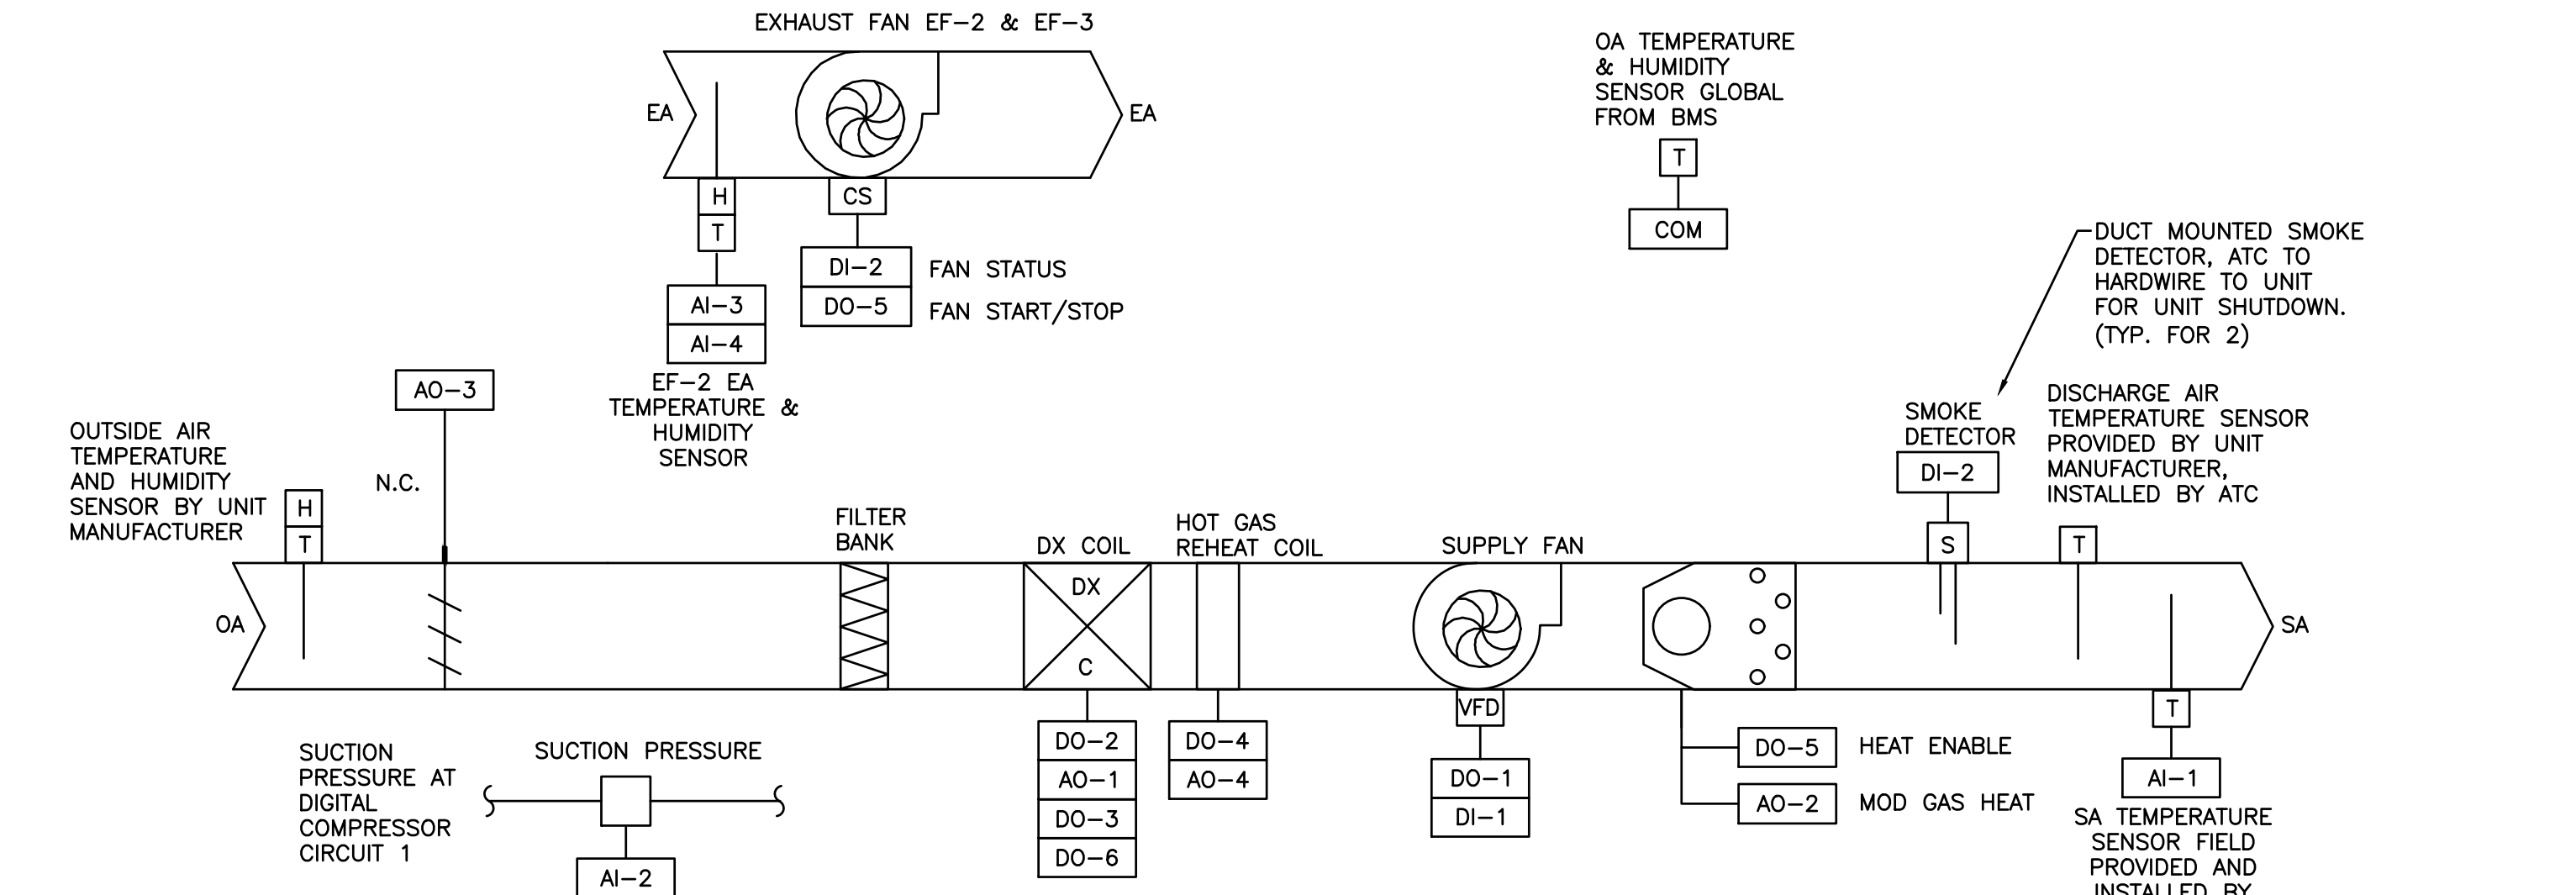 EXHAUST FAN EF-2 & EF-3
EA
EA
H
T
CS
AI-3
AI-4
DI-2
FAN STATUS
DO-5
FAN START/STOP
EF-2 EA
TEMPERATURE &
HUMIDITY
SENSOR
OA TEMPERATURE
& HUMIDITY
SENSOR GLOBAL
FROM BMS
T
COM
DUCT MOUNTED SMOKE
DETECTOR, ATC TO
HARDWIRE TO UNIT
FOR UNIT SHUTDOWN.
(TYP. FOR 2)
AO-3
N.C.
OUTSIDE AIR
TEMPERATURE
AND HUMIDITY
SENSOR BY UNIT
MANUFACTURER
H
T
OA
FILTER
BANK
DX COIL
DX
C
HOT GAS
REHEAT COIL
SUPPLY FAN
SMOKE
DETECTOR
DI-2
S
DISCHARGE AIR
TEMPERATURE SENSOR
PROVIDED BY UNIT
MANUFACTURER,
INSTALLED BY ATC
T
SA
SUCTION
PRESSURE AT
DIGITAL
COMPRESSOR
CIRCUIT 1
SUCTION PRESSURE
AI-2
DO-2
AO-1
DO-3
DO-6
DO-4
AO-4
VFD
DO-1
DI-1
DO-5
HEAT ENABLE
AO-2
MOD GAS HEAT
T
AI-1
SA TEMPERATURE
SENSOR FIELD
PROVIDED AND
INSTALLED BY